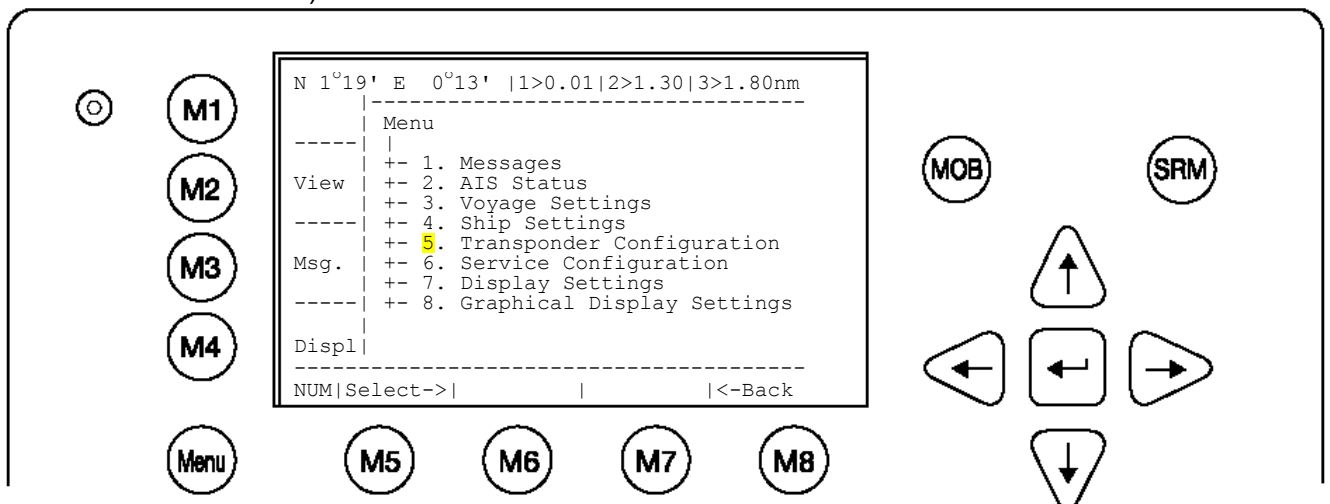 N 1°19' E 0°13' |1>0.01|2>1.30|3>1.80nm
Menu
+- 1. Messages
+- 2. AIS Status
+- 3. Voyage Settings
+- 4. Ship Settings
+- 5. Transponder Configuration
+- 6. Service Configuration
+- 7. Display Settings
+- 8. Graphical Display Settings
View
Msg.
Displ
NUM|Select->| | |<-Back
M1
M2
M3
M4
Menu
M5
M6
M7
M8
MOB
SRM